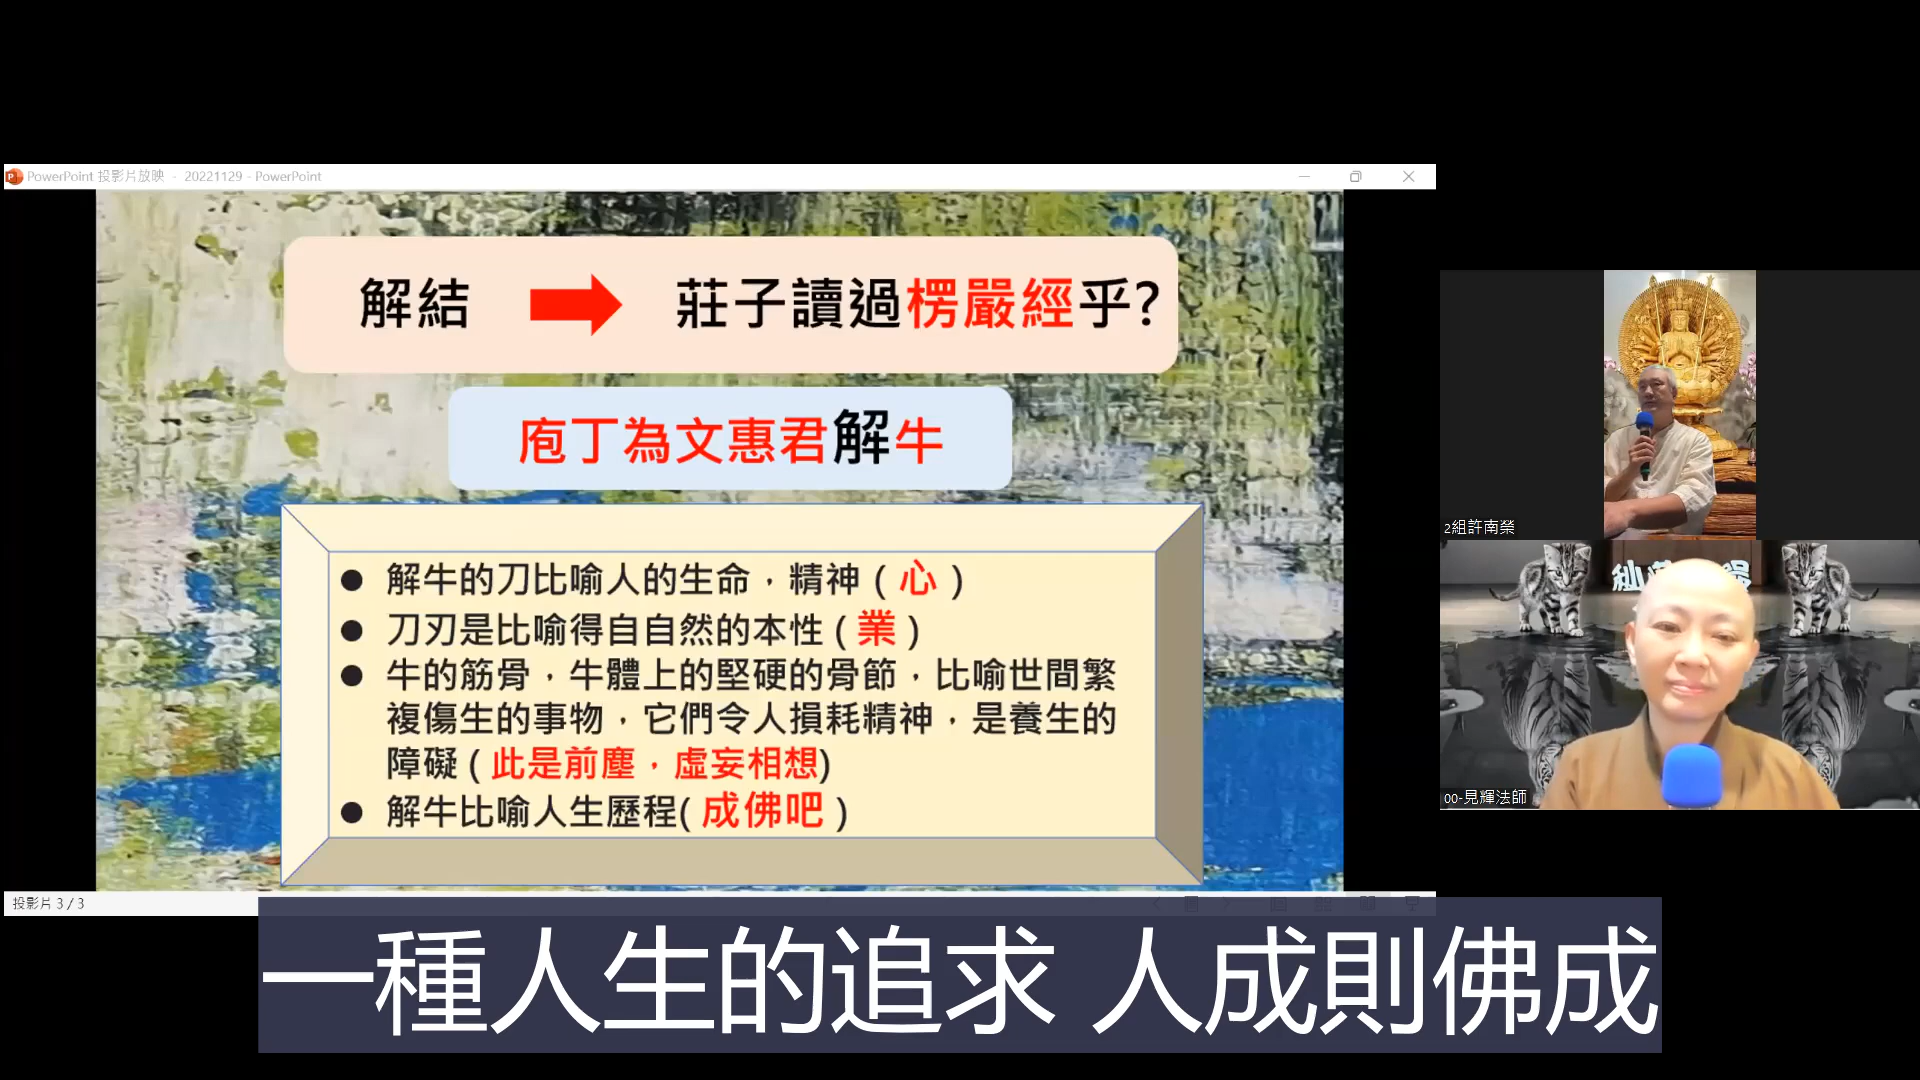 PowerPoint 投影片放映 - 20221129 - PowerPoint
解結 莊子讀過楞嚴經乎?
庖丁為文惠君解牛
● 解牛的刀比喻人的生命，精神 ( 心 )
● 刀刃是比喻得自自然的本性 ( 業 )
● 牛的筋骨，牛體上的堅硬的骨節，比喻世間繁
複傷生的事物，它們令人損耗精神，是養生的
障礙 ( 此是前塵，虛妄相想)
● 解牛比喻人生歷程( 成佛吧 )
投影片 3 / 3
2組許南榮
00-見輝法師
一種人生的追求 人成則佛成